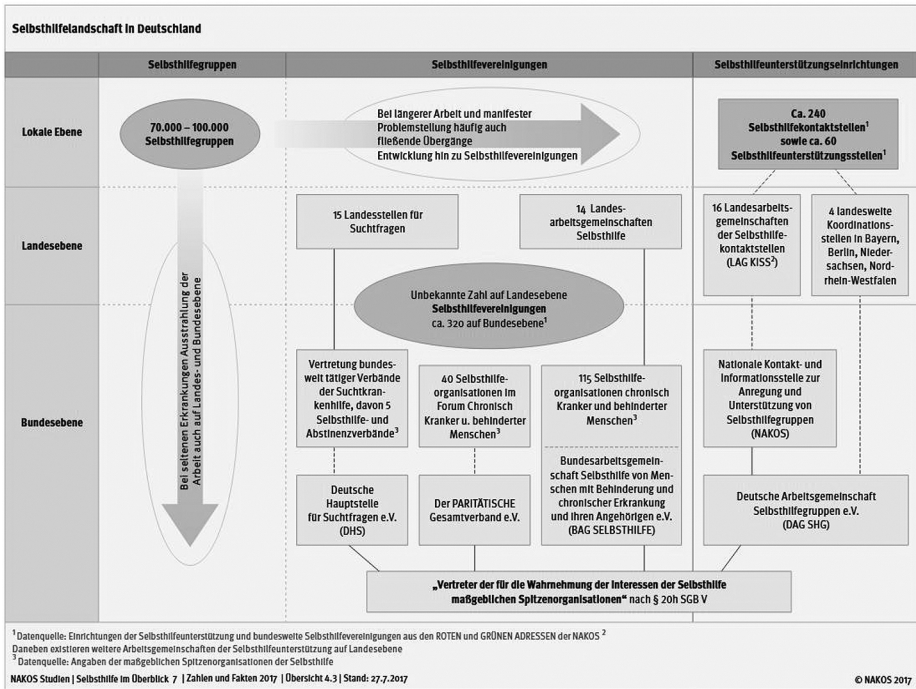 Selbsthilfelandschaft in Deutschland
Selbsthilfegruppen
Selbsthilfevereinigungen
Selbsthilfeunterstützungseinrichtungen
Lokale Ebene
70.000 – 100.000
Selbsthilfegruppen
Bei längerer Arbeit und manifester
Problemstellung häufig auch
fließende Übergänge
Entwicklung hin zu Selbsthilfevereinigungen
Ca. 240
Selbsthilfekontaktstellen1
sowie ca. 60
Selbsthilfeunterstützungsstellen1
Landesebene
15 Landesstellen für
Suchtfragen
14 Landes-
arbeitsgemeinschaften
Selbsthilfe
16 Landesarbeits-
gemeinschaften
der Selbsthilfe-
kontaktstellen
(LAG KISS2)
4 landesweite
Koordinations-
stellen in Bayern,
Berlin, Nieder-
sachsen, Nord-
rhein-Westfalen
Unbekannte Zahl auf Landesebene
Selbsthilfevereinigungen
ca. 320 auf Bundesebene1
Bei seltenen Erkrankungen Ausstrahlung der
Arbeit auch auf Landes- und Bundesebene
Bundesebene
Vertretung bundes-
weit tätiger Verbände
der Suchtkran-
kenhilfe, davon 5
Selbsthilfe- und
Abstinenzverbände3
40 Selbsthilfe-
organisationen im
Forum Chronisch
Kranker u. behinderter
Menschen3
115 Selbsthilfe-
organisationen chronisch
Kranker und behinderter
Menschen3
Nationale Kontakt- und
Informationsstelle zur
Anregung und
Unterstützung von
Selbsthilfegruppen
(NAKOS)
Deutsche
Hauptstelle
für Suchtfragen e.V.
(DHS)
Der PARITÄTISCHE
Gesamtverband e.V.
Bundesarbeitsgemein-
schaft Selbsthilfe von Men-
schen mit Behinderung und
chronischer Erkrankung
und ihren Angehörigen e.V.
(BAG SELBSTHILFE)
Deutsche Arbeitsgemeinschaft
Selbsthilfegruppen e.V.
(DAG SHG)
„Vertreter der für die Wahrnehmung der Interessen der Selbsthilfe
maßgeblichen Spitzenorganisationen“ nach § 20h SGB V
1 Datenquelle: Einrichtungen der Selbsthilfeunterstützung und bundesweite Selbsthilfevereinigungen aus den ROTEN und GRÜNEN ADRESSEN der NAKOS 2
Daneben existieren weitere Arbeitsgemeinschaften der Selbsthilfeunterstützung auf Landesebene
3 Datenquelle: Angaben der maßgeblichen Spitzenorganisationen der Selbsthilfe
NAKOS Studien | Selbsthilfe im Überblick 7 | Zahlen und Fakten 2017 | Übersicht 4.3 | Stand: 27.7.2017
© NAKOS 2017